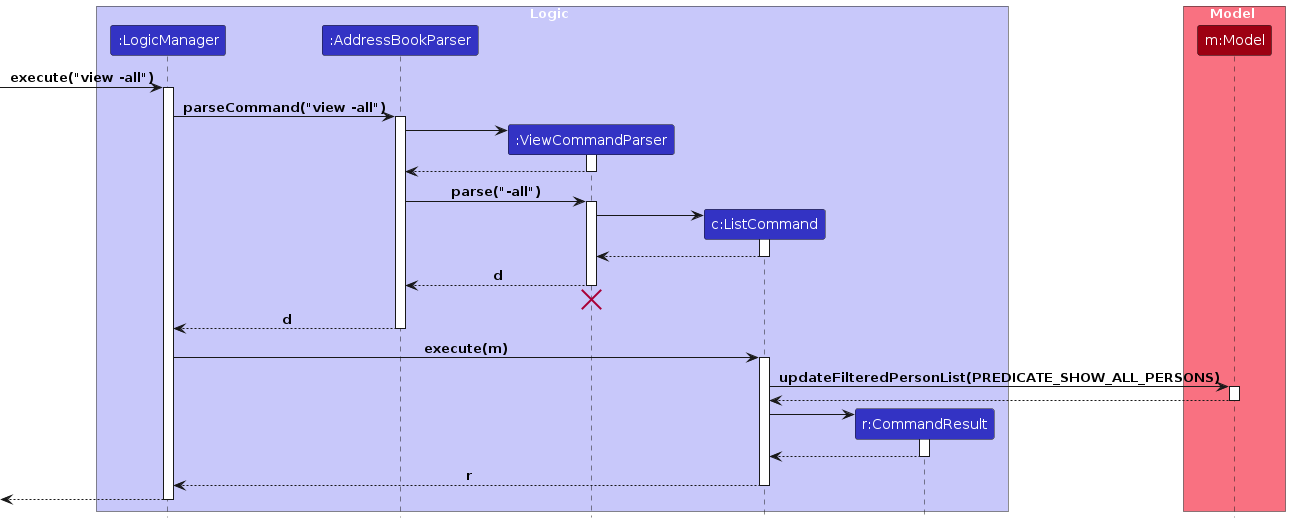 Logic
Model
:LogicManager
:AddressBookParser
m:Model
execute("view -all")
parseCommand("view -all")
:ViewCommandParser
parse("-all")
c:ListCommand
d
d
execute(m)
updateFilteredPersonList(PREDICATE_SHOW_ALL_PERSONS)
r:CommandResult
r